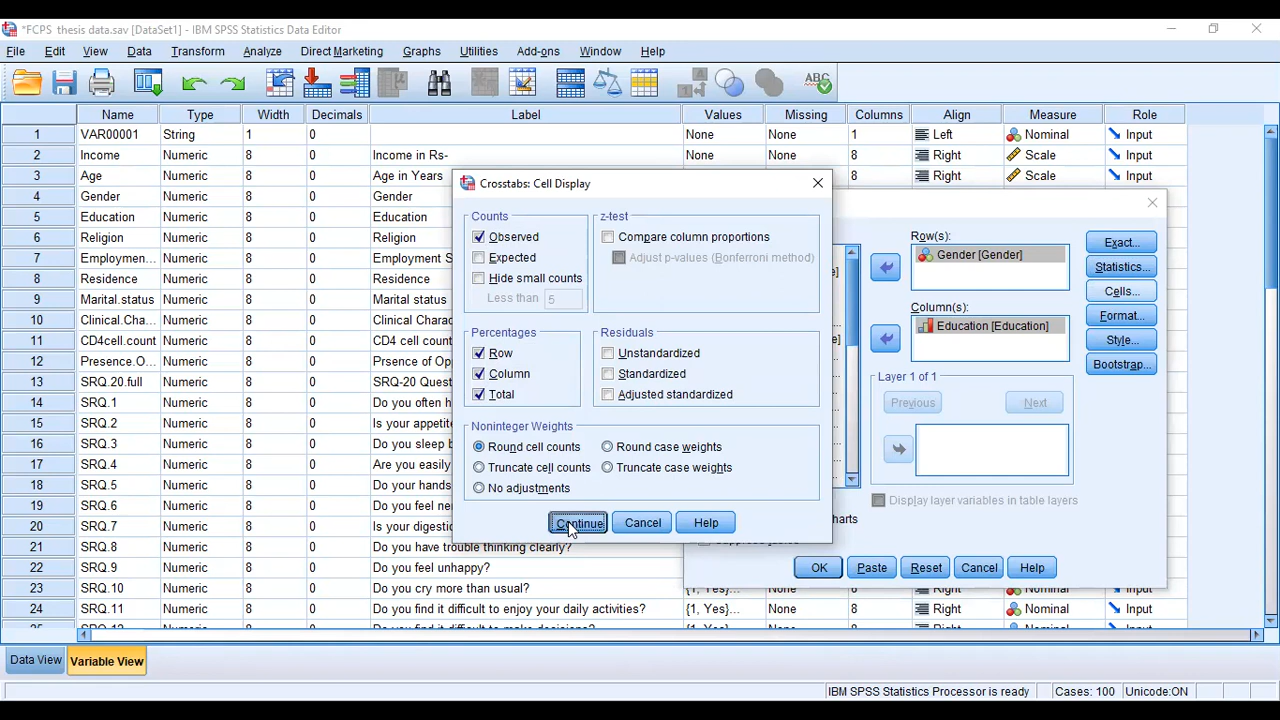 *FCPS  thesis data.sav [DataSet1] - IBM SPSS Statistics Data Editor
File Edit View Data Transform Analyze Direct Marketing Graphs Utilities Add-ons Window Help
Name Type Width Decimals Label Values Missing Columns Align Measure Role
1 VAR00001 String 1 0 None None 1 Left Nominal Input
2 Income Numeric 8 0 Income in Rs- None None 8 Right Scale Input
3 Age Numeric 8 0 Age in Years 8 Right Scale Input
4 Gender Numeric 8 0 Gender
5 Education Numeric 8 0 Education
6 Religion Numeric 8 0 Religion
7 Employmen... Numeric 8 0 Employment S
8 Residence Numeric 8 0 Residence
9 Marital.status Numeric 8 0 Marital status
10 Clinical.Chara... Numeric 8 0 Clinical Charac
11 CD4cell.count Numeric 8 0 CD4 cell count
12 Presence.O... Numeric 8 0 Prsence of Op
13 SRQ.20.full Numeric 8 0 SRQ-20 Quest
14 SRQ.1 Numeric 8 0 Do you often h
15 SRQ.2 Numeric 8 0 Is your appetit
16 SRQ.3 Numeric 8 0 Do you sleep b
17 SRQ.4 Numeric 8 0 Are you easily
18 SRQ.5 Numeric 8 0 Do your hands
19 SRQ.6 Numeric 8 0 Do you feel ner
20 SRQ.7 Numeric 8 0 Is your digestio
21 SRQ.8 Numeric 8 0 Do you have trouble thinking clearly?
22 SRQ.9 Numeric 8 0 Do you feel unhappy?
23 SRQ.10 Numeric 8 0 Do you cry more than usual? {1, Yes}... None 8 Right Nominal Input
24 SRQ.11 Numeric 8 0 Do you find it difficult to enjoy your daily activities? {1, Yes}... None 8 Right Nominal Input
Crosstabs: Cell Display
Counts
Observed
Expected
Hide small counts
Less than 5
z-test
Compare column proportions
Adjust p-values (Bonferroni method)
Percentages
Row
Column
Total
Residuals
Unstandardized
Standardized
Adjusted standardized
Noninteger Weights
Round cell counts Round case weights
Truncate cell counts Truncate case weights
No adjustments
Continue Cancel Help
Row(s):
Gender [Gender]
Column(s):
Education [Education]
Layer 1 of 1
Previous Next
Display layer variables in table layers
Exact...
Statistics...
Cells...
Format...
Style...
Bootstrap...
OK Paste Reset Cancel Help
Data View Variable View
IBM SPSS Statistics Processor is ready Cases: 100 Unicode:ON